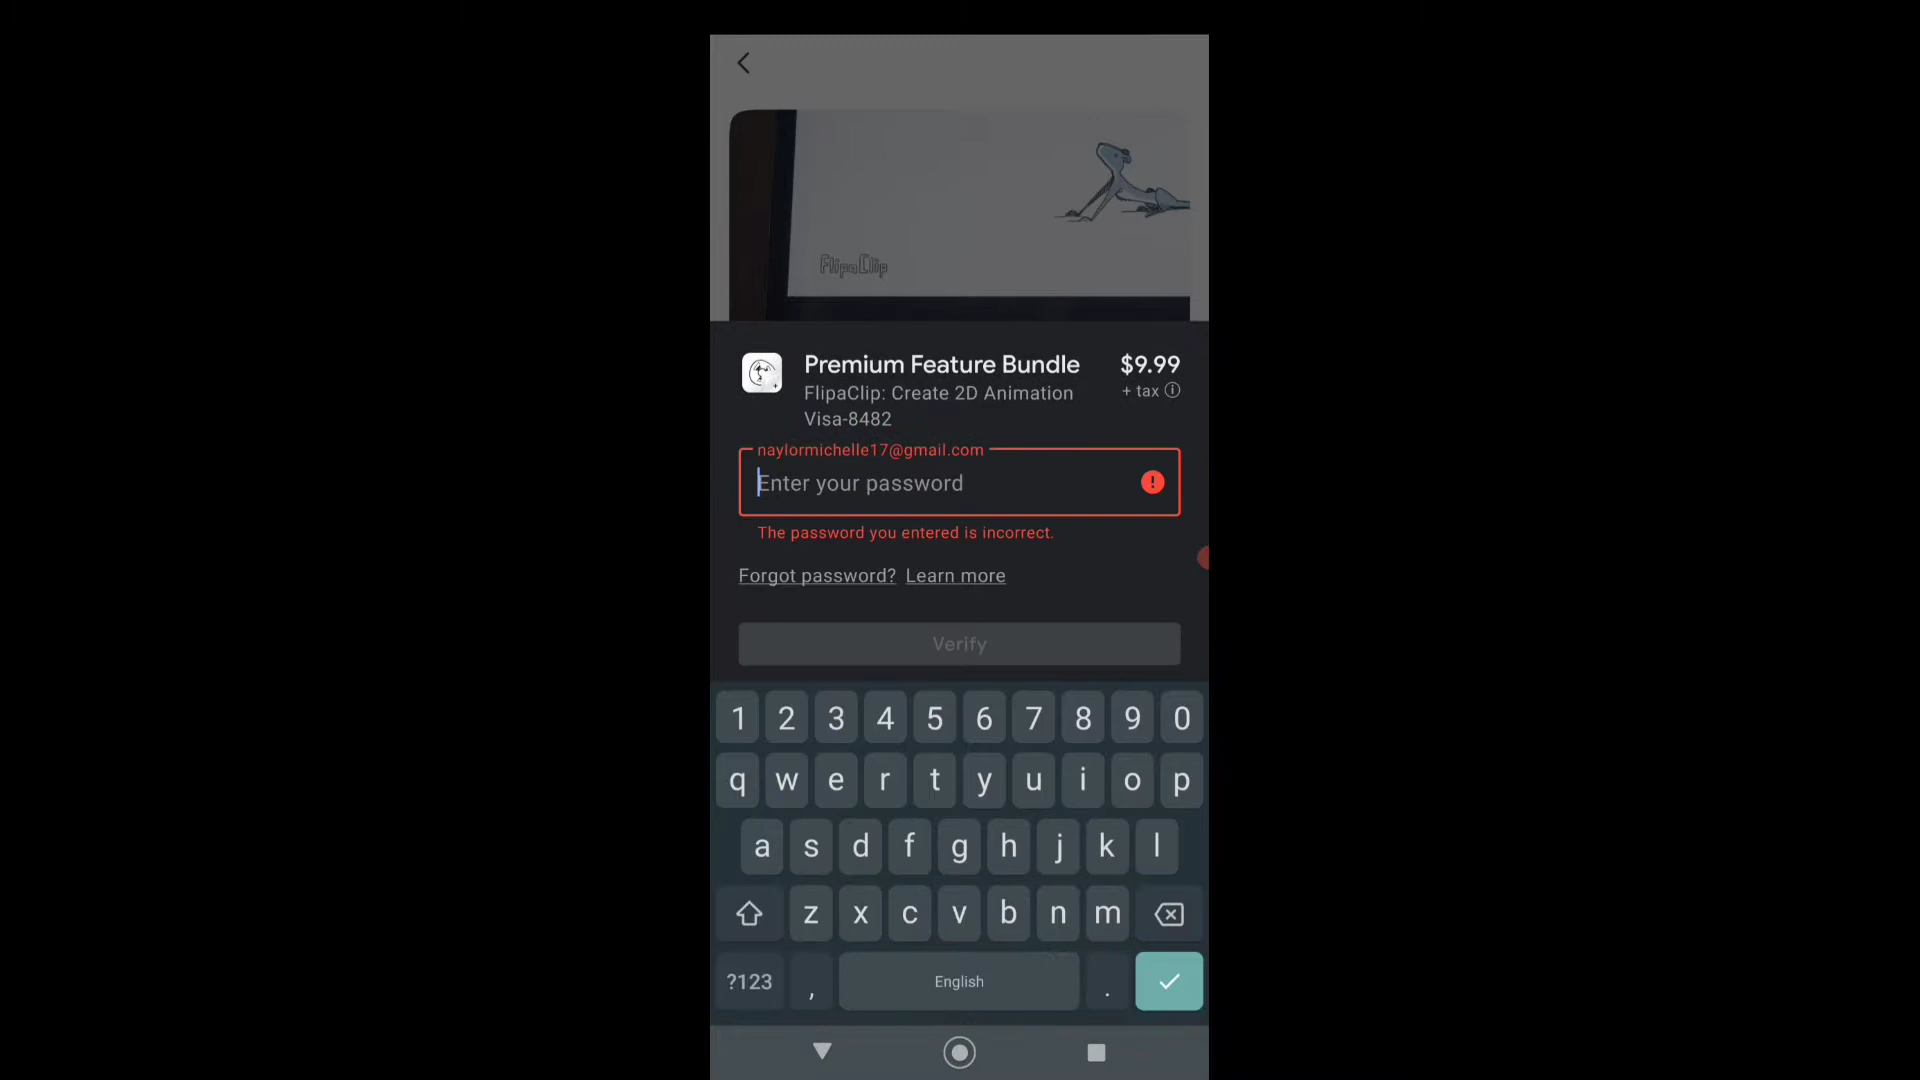 FlipaClip
Premium Feature Bundle
$9.99
FlipaClip: Create 2D Animation
+ tax
Visa-8482
naylormichelle17@gmail.com
Enter your password
The password you entered is incorrect.
Forgot password? Learn more
Verify
1 2 3 4 5 6 7 8 9 0
q w e r t y u i o p
a s d f g h j k l
z x c v b n m
?123 , English .